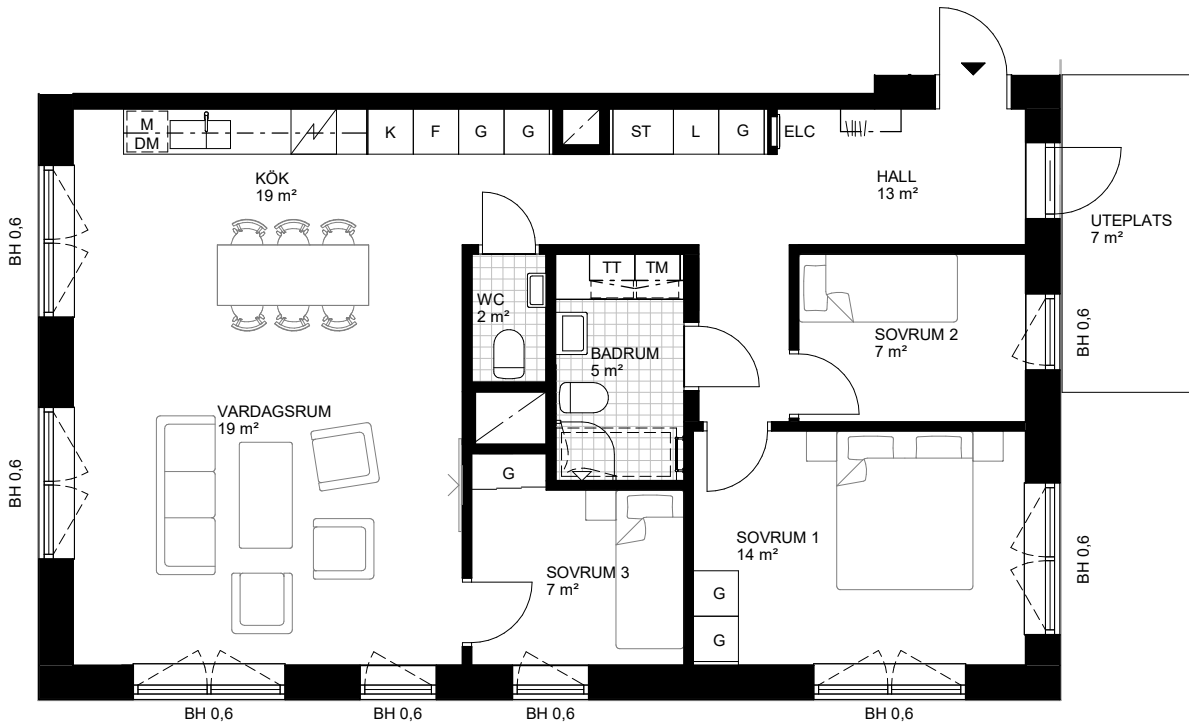 M
DM
K
F
G
G
ST
L
G
ELC
KÖK
19 m²
HALL
13 m²
UTEPLATS
7 m²
BH 0,6
TT
TM
WC
2 m²
BADRUM
5 m²
SOVRUM 2
7 m²
BH 0,6
VARDAGSRUM
19 m²
BH 0,6
G
SOVRUM 3
7 m²
SOVRUM 1
14 m²
BH 0,6
G
G
BH 0,6
BH 0,6
BH 0,6
BH 0,6